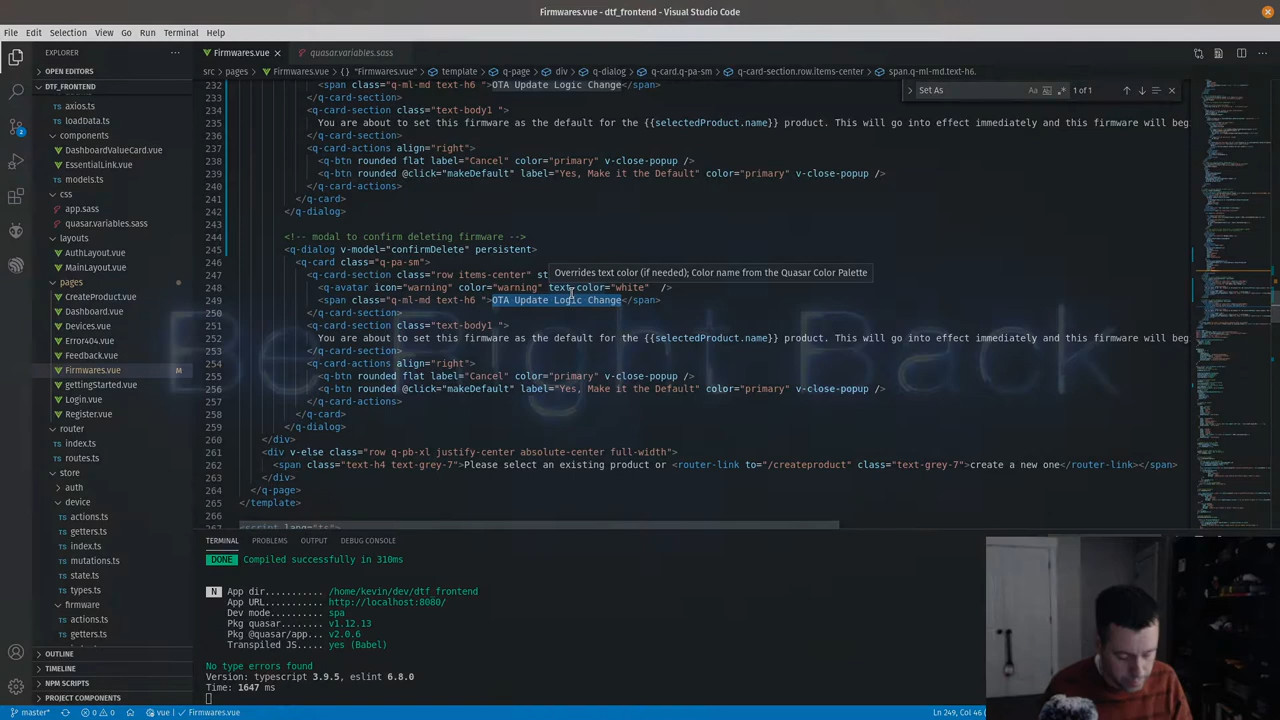 Firmwares.vue - dtf_frontend - Visual Studio Code
File Edit Selection View Go Run Terminal Help
EXPLORER
OPEN EDITORS
DTF_FRONTEND
axios.ts
loadData.ts
components
DashboardValueCard.vue
EssentialLink.vue
models.ts
css
app.sass
quasar.variables.sass
layouts
AuthLayout.vue
MainLayout.vue
pages
CreateProduct.vue
Dashboard.vue
Devices.vue
Error404.vue
Feedback.vue
Firmwares.vue M
gettingStarted.vue
Login.vue
Register.vue
router
index.ts
routes.ts
store
auth
device
actions.ts
getters.ts
index.ts
mutations.ts
state.ts
types.ts
firmware
actions.ts
getters.ts
OUTLINE
TIMELINE
NPM SCRIPTS
PROJECT COMPONENTS
Firmwares.vue quasar.variables.sass
src > pages > Firmwares.vue > {} "Firmwares.vue" > template > q-page > div > q-dialog > q-card.q-pa-sm > q-card-section.row.items-center > span.q-ml-md.text-h6.
Set As Aa 1 of 1
232 <span class="q-ml-md text-h6 ">OTA Update Logic Change</span>
233 </q-card-section>
234 <q-card-section class="text-body1 ">
235 You are about to set this firmware as the default for the {{selectedProduct.name}} product. This will go into effect immediately and this firmware will beg
236 </q-card-section>
237 <q-card-actions align="right">
238 <q-btn rounded flat label="Cancel" color="primary" v-close-popup />
239 <q-btn rounded @click="makeDefault" label="Yes, Make it the Default" color="primary" v-close-popup />
240 </q-card-actions>
241 </q-card>
242 </q-dialog>
243
244 <!-- modal to confirm deleting firmware -->
245 <q-dialog v-model="confirmDelete" persistent>
246 <q-card class="q-pa-sm">
247 <q-card-section class="row items-center" st
Overrides text color (if needed); Color name from the Quasar Color Palette
248 <q-avatar icon="warning" color="warning" text-color="white" />
249 <span class="q-ml-md text-h6 ">OTA Update Logic Change</span>
250 </q-card-section>
251 <q-card-section class="text-body1 ">
252 You are about to set this firmware as the default for the {{selectedProduct.name}} product. This will go into effect immediately and this firmware will beg
253 </q-card-section>
254 <q-card-actions align="right">
255 <q-btn rounded flat label="Cancel" color="primary" v-close-popup />
256 <q-btn rounded @click="makeDefault" label="Yes, Make it the Default" color="primary" v-close-popup />
257 </q-card-actions>
258 </q-card>
259 </q-dialog>
260 </div>
261 <div v-else class="row q-pb-xl justify-center absolute-center full-width">
262 <span class="text-h4 text-grey-7">Please select an existing product or <router-link to="/createproduct" class="text-grey-7">create a new one</router-link></span>
263 </div>
264 </q-page>
265 </template>
266
267 <script lang="ts">
Be Right Back
TERMINAL PROBLEMS OUTPUT DEBUG CONSOLE
DONE Compiled successfully in 310ms
N App dir........... /home/kevin/dev/dtf_frontend
App URL........... http://localhost:8080/
Dev mode.......... spa
Pkg quasar........ v1.12.13
Pkg @quasar/app... v2.0.6
Transpiled JS..... yes (Babel)
No type errors found
Version: typescript 3.9.5, eslint 6.8.0
Time: 1647 ms
master* 0 0 vue | Firmwares.vue Ln 249, Col 46